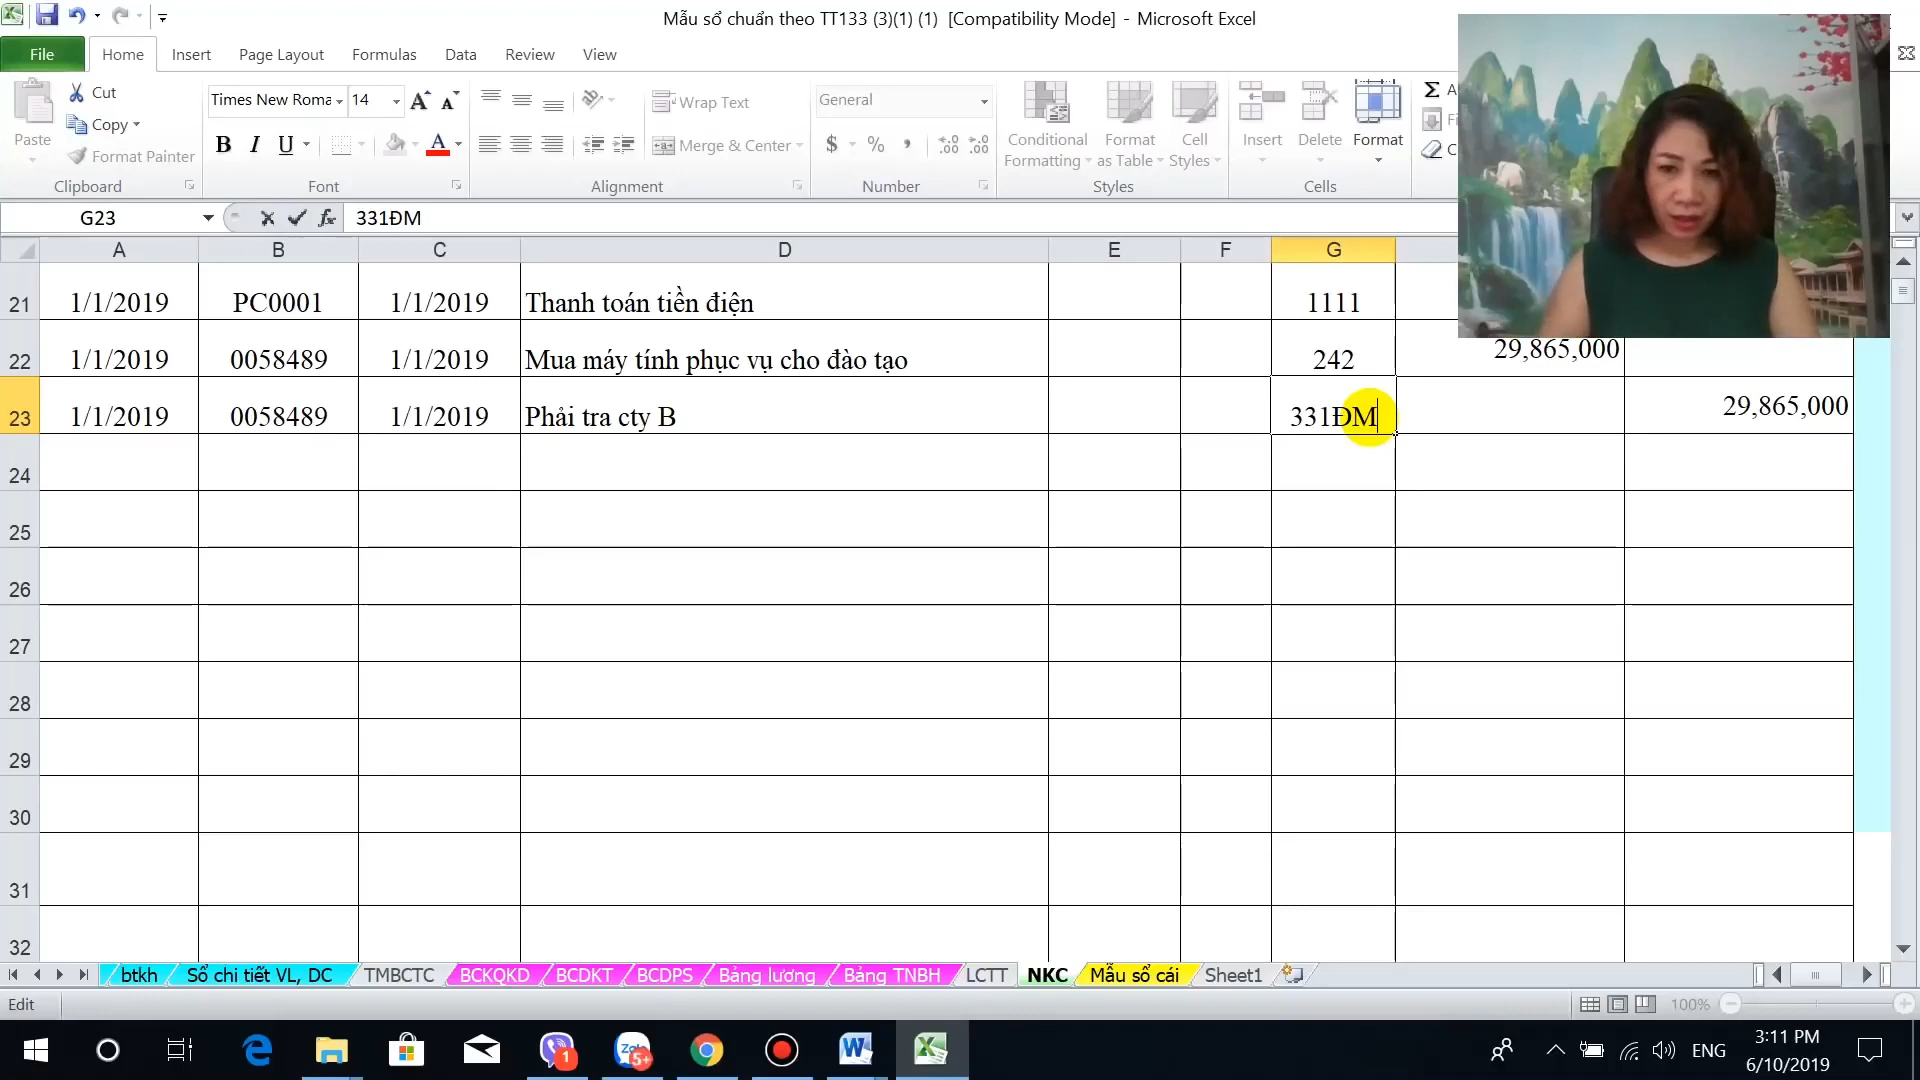 Mẫu sổ chuẩn theo TT133 (3)(1) (1)  [Compatibility Mode] - Microsoft Excel
File Home Insert Page Layout Formulas Data Review View
Cut
Copy
Format Painter
Paste
Clipboard
Times New Roma 14
B I U
Font
Wrap Text
Merge & Center
Alignment
General
$ % ,
Number
Conditional Formatting
Format as Table
Cell Styles
Styles
Insert Delete Format
Cells
G23 331ĐM
A B C D E F G
21 1/1/2019 PC0001 1/1/2019 Thanh toán tiền điện 1111
22 1/1/2019 0058489 1/1/2019 Mua máy tính phục vụ cho đào tạo 242 29,865,000
23 1/1/2019 0058489 1/1/2019 Phải tra cty B 331ĐM 29,865,000
24
25
26
27
28
29
30
31
32
btkh Sổ chi tiết VL, DC TMBCTC BCKQKD BCDKT BCDPS Bảng lương Bảng TNBH LCTT NKC Mẫu sổ cái Sheet1
Edit 100%
1 5+ ENG 3:11 PM
6/10/2019